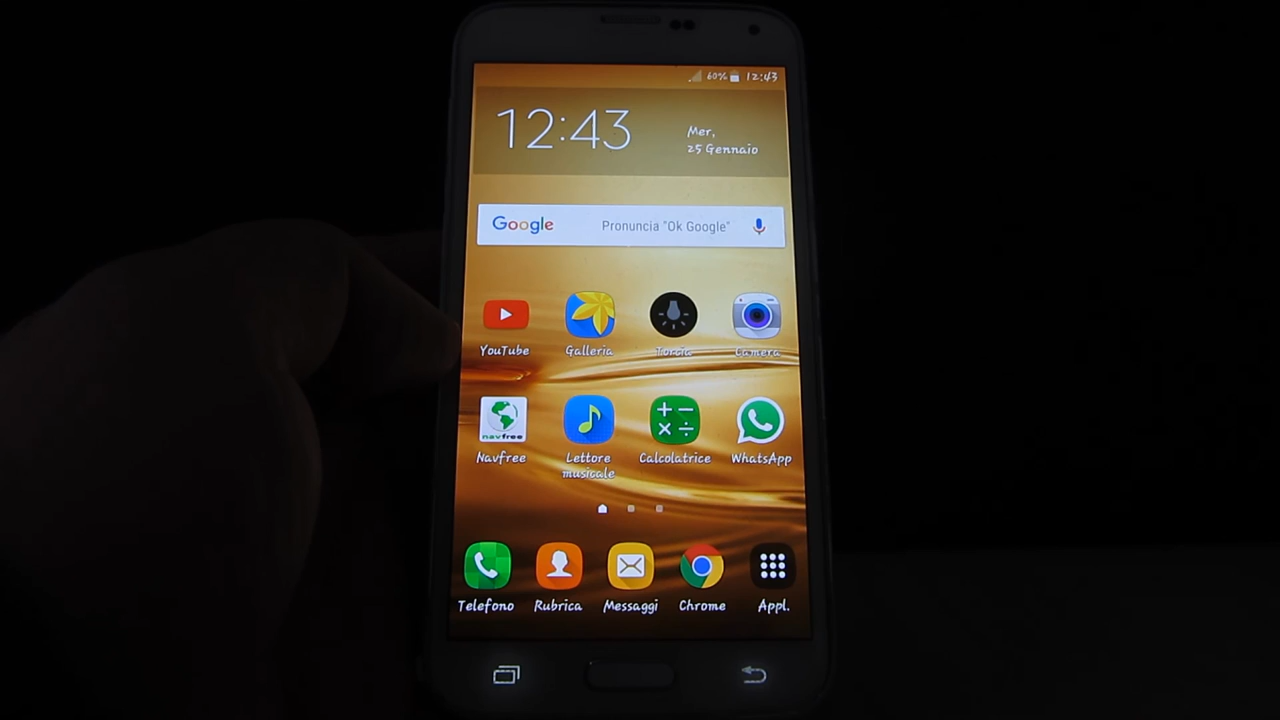 60% 12:43
12:43
Mer,
25 Gennaio
Google Pronuncia "Ok Google"
YouTube Galleria Torcia Camera
navfree
Navfree Lettore musicale Calcolatrice WhatsApp
Telefono Rubrica Messaggi Chrome Appl.